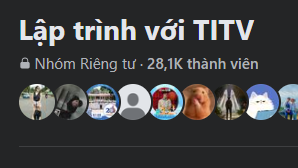 Lập trình với TITV
Nhóm Riêng tư · 28,1K thành viên